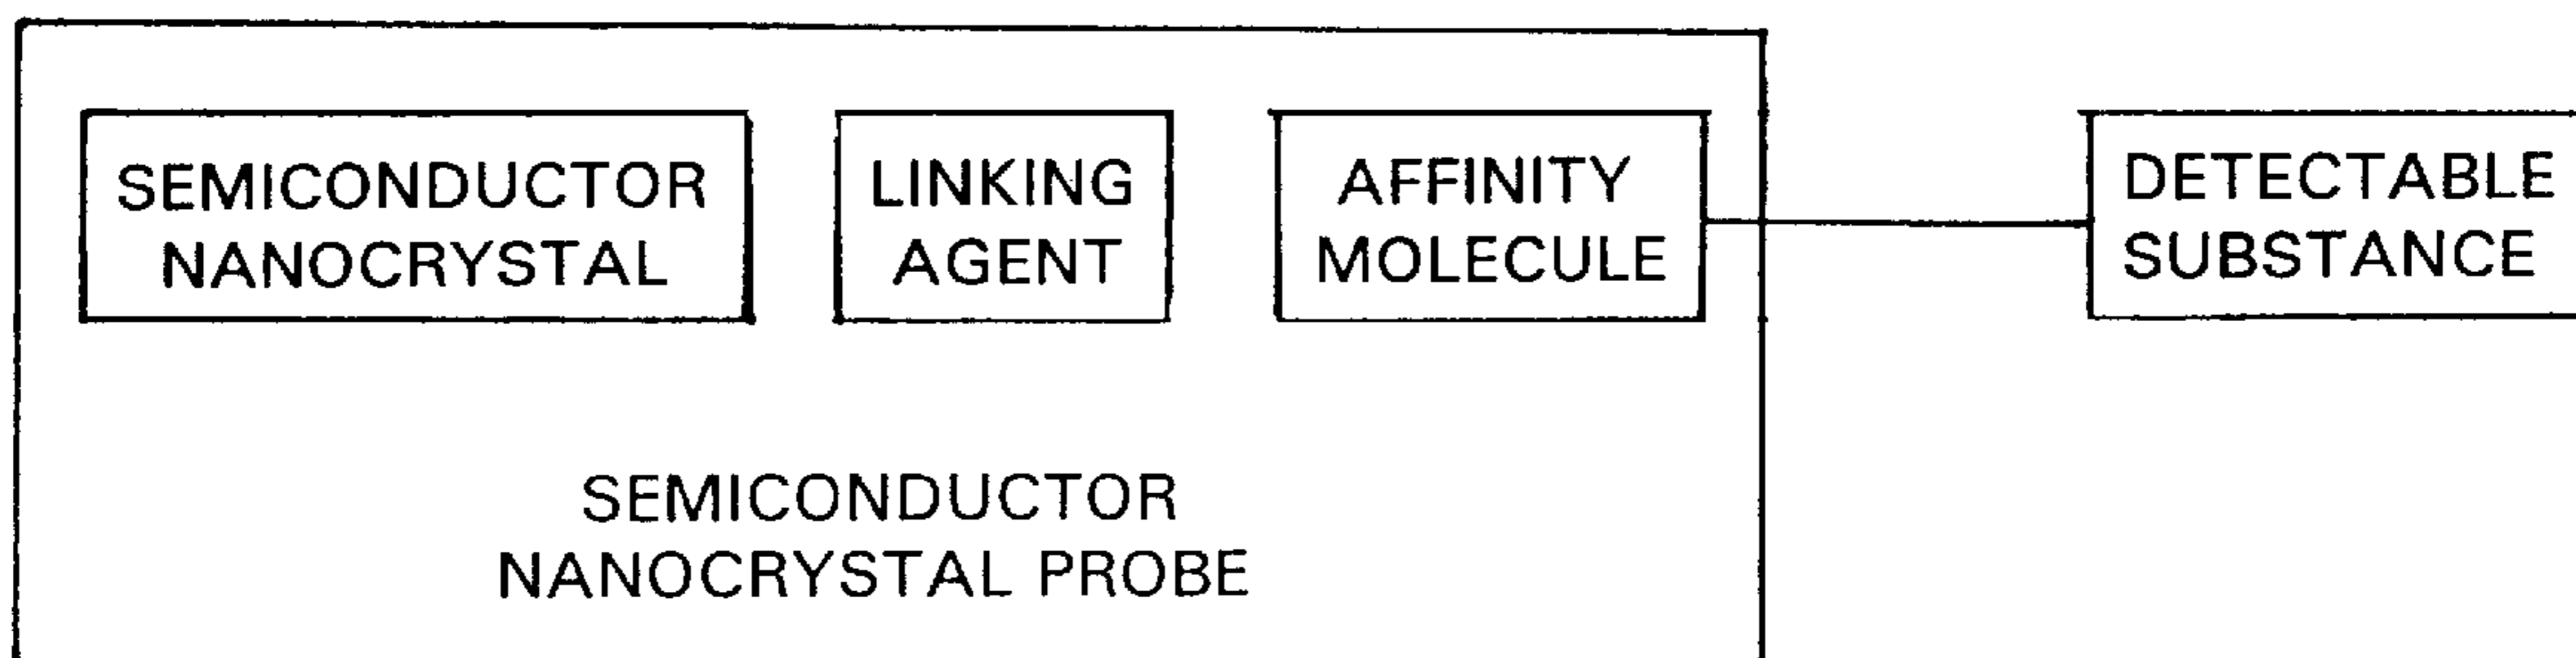 SEMICONDUCTOR
NANOCRYSTAL
LINKING
AGENT
AFFINITY
MOLECULE
DETECTABLE
SUBSTANCE
SEMICONDUCTOR
NANOCRYSTAL PROBE